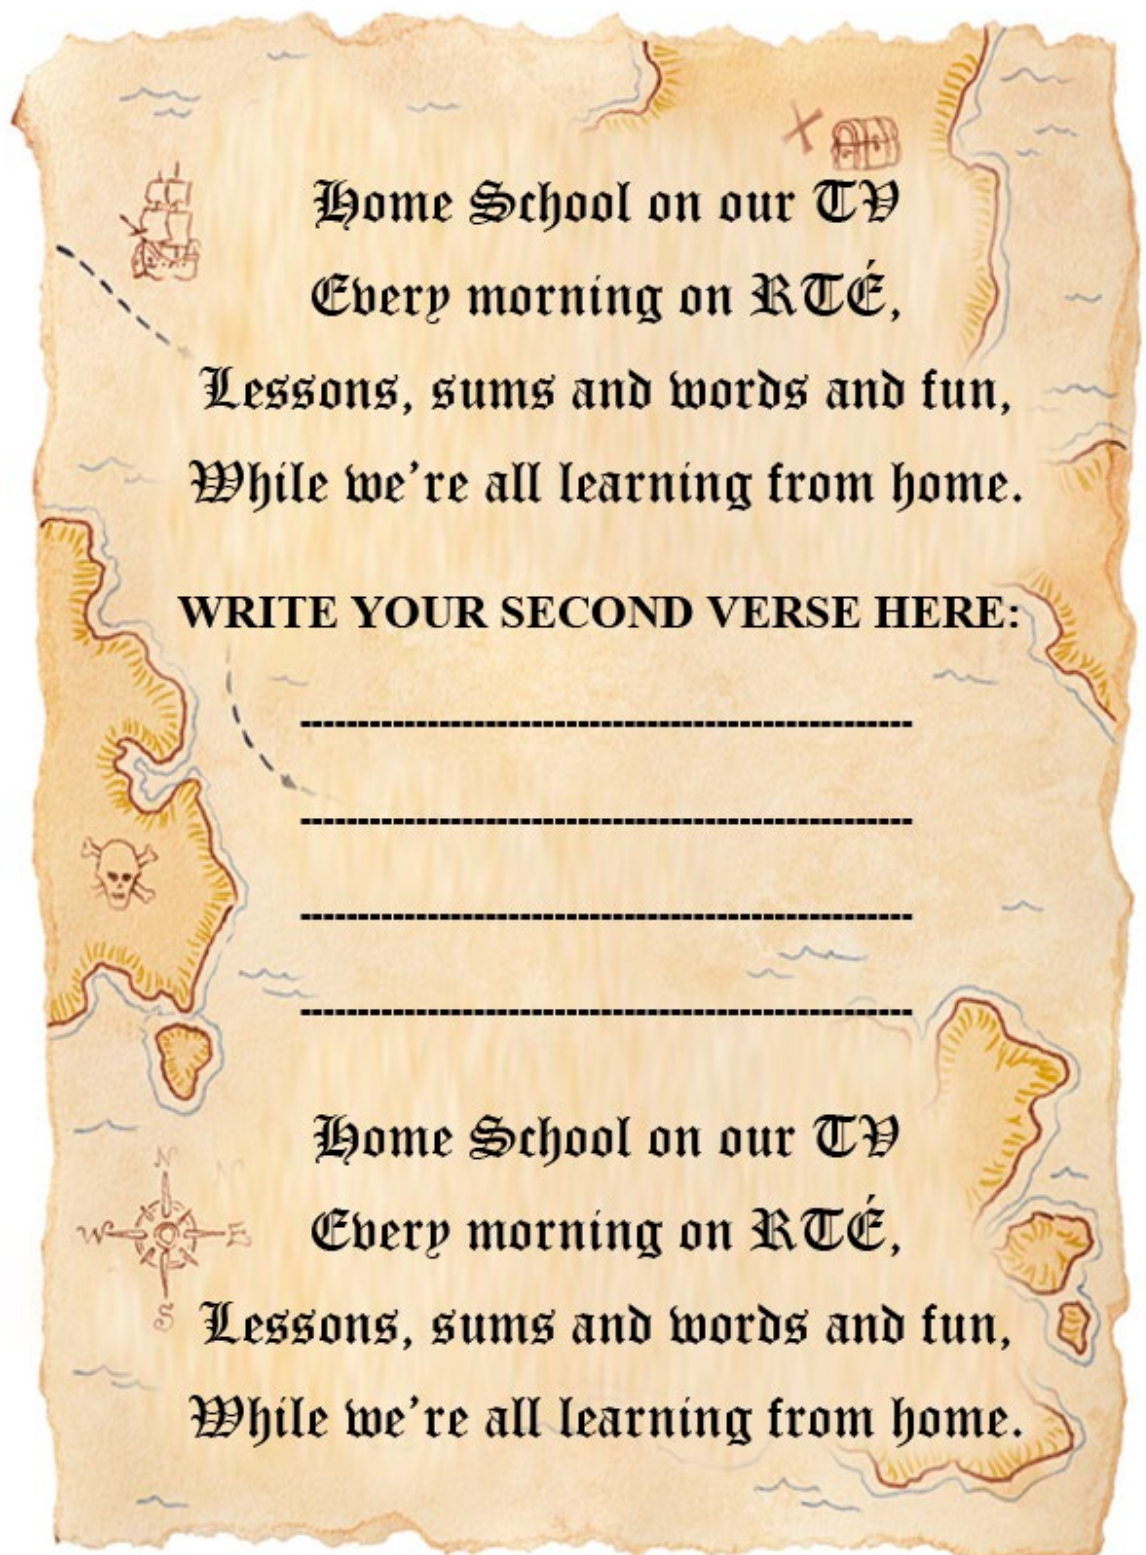 Home School on our TV
Every morning on RTÉ,
Lessons, sums and words and fun,
While we're all learning from home.
WRITE YOUR SECOND VERSE HERE:
N
W E
S
Home School on our TV
Every morning on RTÉ,
Lessons, sums and words and fun,
While we're all learning from home.